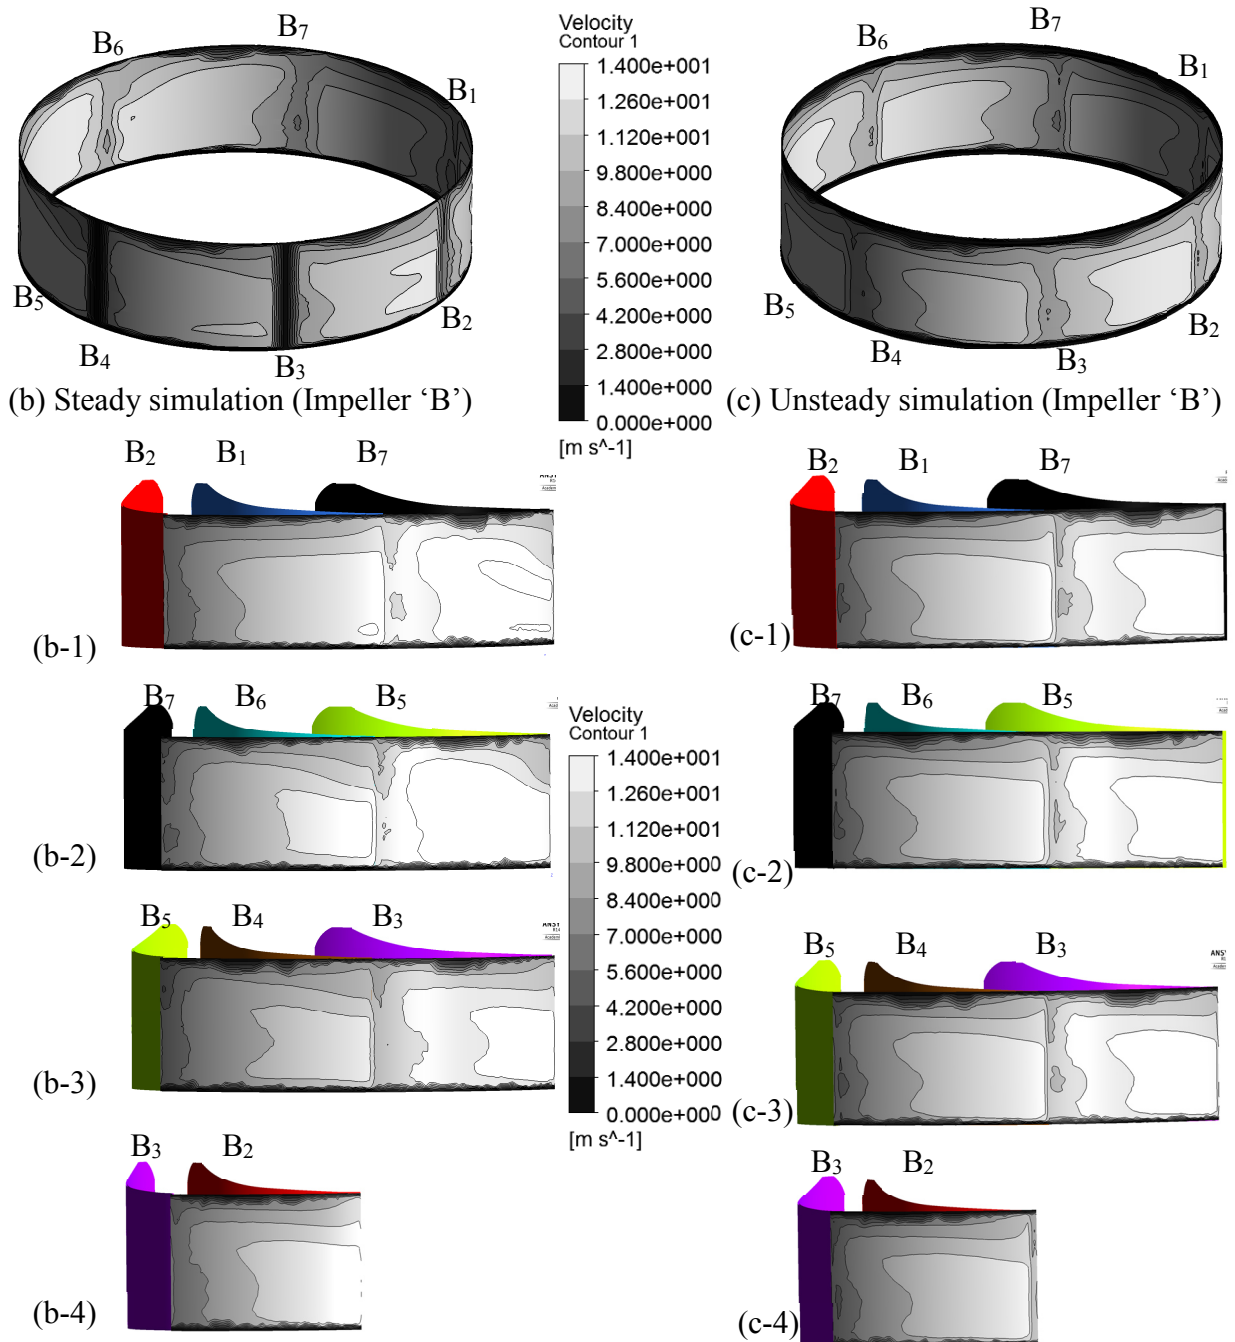 B6
B7
B1
B5
B4
B3
B2
(b) Steady simulation (Impeller ‘B’)
Velocity
Contour 1
1.400e+001
1.260e+001
1.120e+001
9.800e+000
8.400e+000
7.000e+000
5.600e+000
4.200e+000
2.800e+000
1.400e+000
0.000e+000
[m s^-1]
B6
B7
B1
B5
B4
B3
B2
(c) Unsteady simulation (Impeller ‘B’)
B2 B1 B7
(b-1)
B2 B1 B7
(c-1)
B7 B6 B5
(b-2)
Velocity
Contour 1
1.400e+001
1.260e+001
1.120e+001
9.800e+000
8.400e+000
7.000e+000
5.600e+000
4.200e+000
2.800e+000
1.400e+000
0.000e+000
[m s^-1]
B7 B6 B5
(c-2)
B5 B4 B3
(b-3)
B5 B4 B3
(c-3)
B3 B2
(b-4)
B3 B2
(c-4)